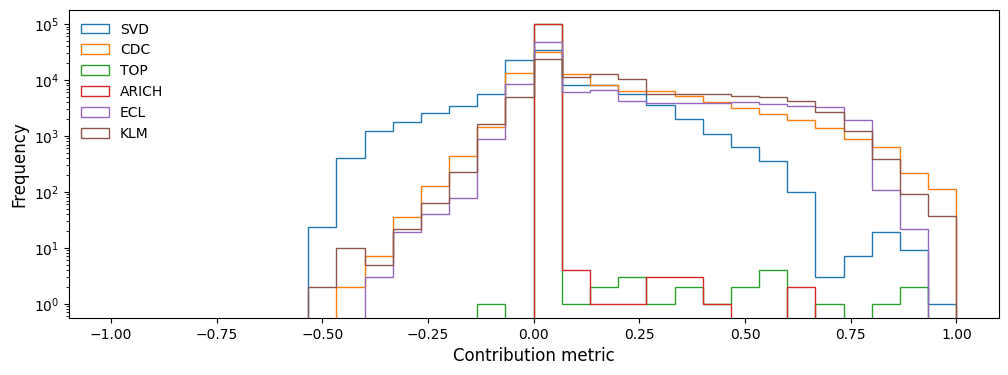 SVD
CDC
TOP
ARICH
ECL
KLM
10⁵
10⁴
10³
10²
10¹
10⁰
Frequency
−1.00 −0.75 −0.50 −0.25 0.00 0.25 0.50 0.75 1.00
Contribution metric